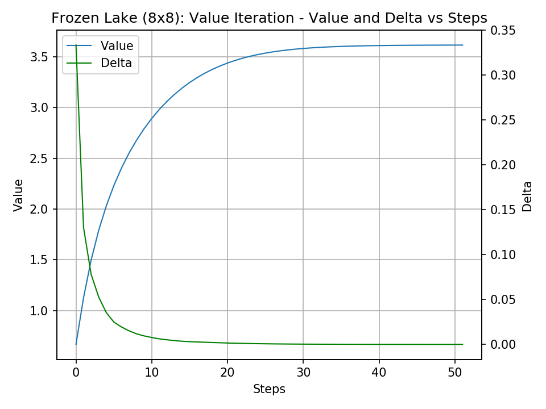 Frozen Lake (8x8): Value Iteration - Value and Delta vs Steps
Value
Delta
3.5
3.0
2.5
2.0
1.5
1.0
Value
0.35
0.30
0.25
0.20
0.15
0.10
0.05
0.00
Delta
0 10 20 30 40 50
Steps